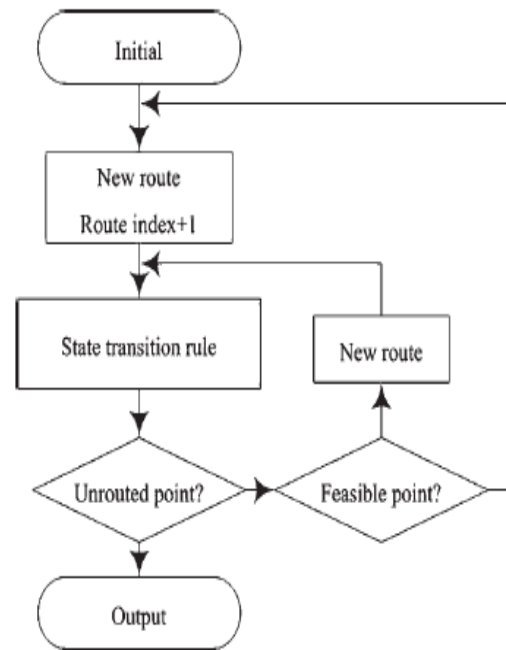 Initial
New route
Route index+1
State transition rule
New route
Unrouted point?
Feasible point?
Output